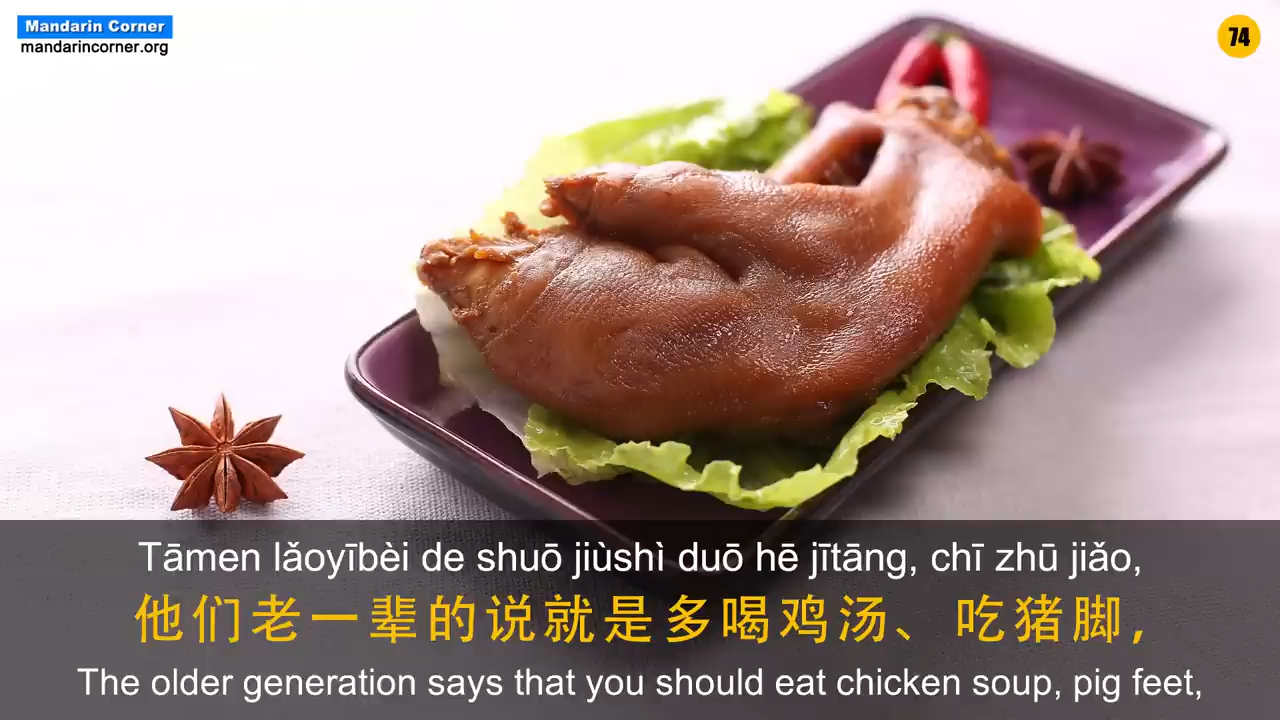 Mandarin Corner
mandarincorner.org
74
Tāmen lǎoyībèi de shuō jiùshì duō hē jītāng, chī zhū jiǎo,
他们老一辈的说就是多喝鸡汤、吃猪脚,
The older generation says that you should eat chicken soup, pig feet,